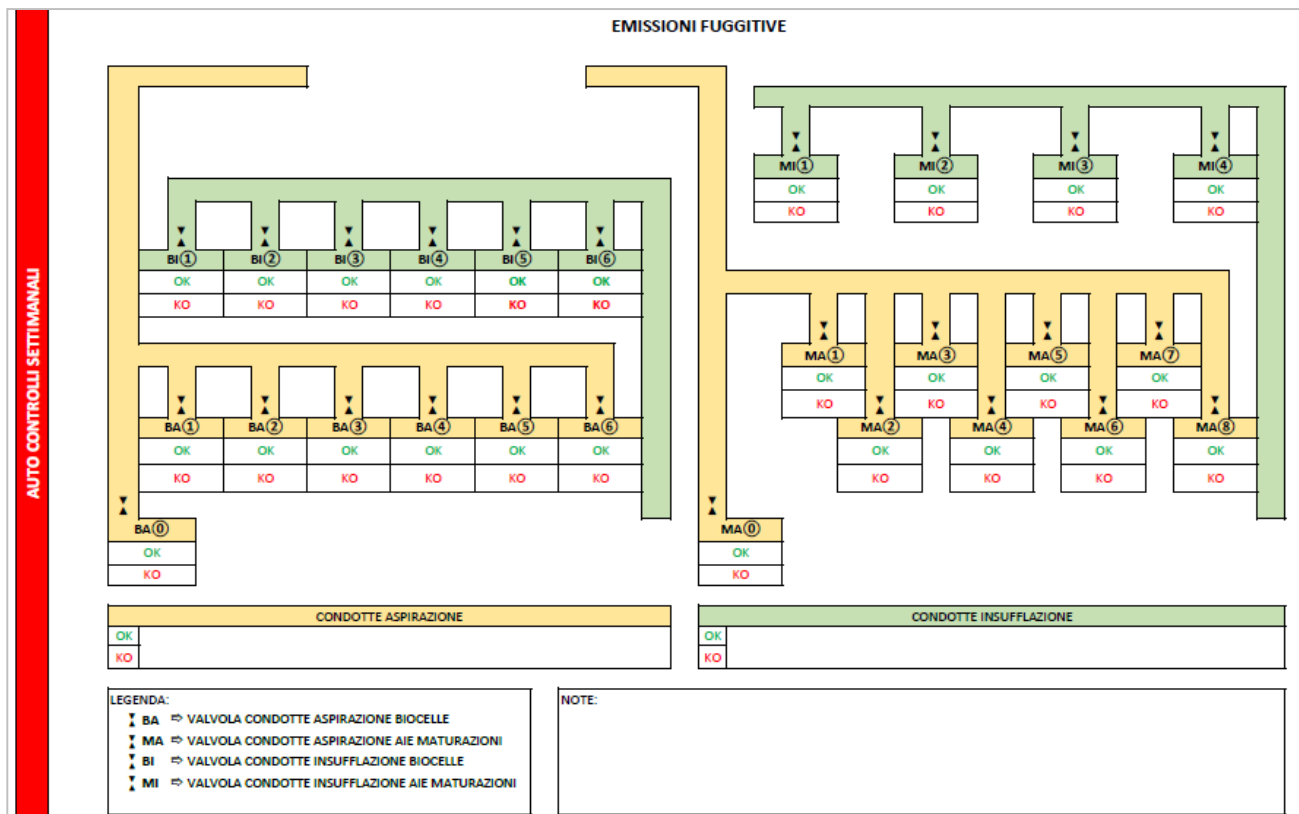 EMISSIONI FUGGITIVE
AUTO CONTROLLI SETTIMANALI
MI① MI② MI③ MI④
OK OK OK OK
KO KO KO KO
BI① BI② BI③ BI④ BI⑤ BI⑥
OK OK OK OK OK OK
KO KO KO KO KO KO
MA① MA③ MA⑤ MA⑦
OK OK OK OK
KO KO KO KO
BA① BA② BA③ BA④ BA⑤ BA⑥
OK OK OK OK OK OK
KO KO KO KO KO KO
MA② MA④ MA⑥ MA⑧
OK OK OK OK
KO KO KO KO
BA⓪
OK
KO
MA⓪
OK
KO
CONDOTTE ASPIRAZIONE
OK
KO
CONDOTTE INSUFFLAZIONE
OK
KO
LEGENDA:
BA ⇨ VALVOLA CONDOTTE ASPIRAZIONE BIOCELLE
MA ⇨ VALVOLA CONDOTTE ASPIRAZIONE AIE MATURAZIONI
BI ⇨ VALVOLA CONDOTTE INSUFFLAZIONE BIOCELLE
MI ⇨ VALVOLA CONDOTTE INSUFFLAZIONE AIE MATURAZIONI
NOTE: